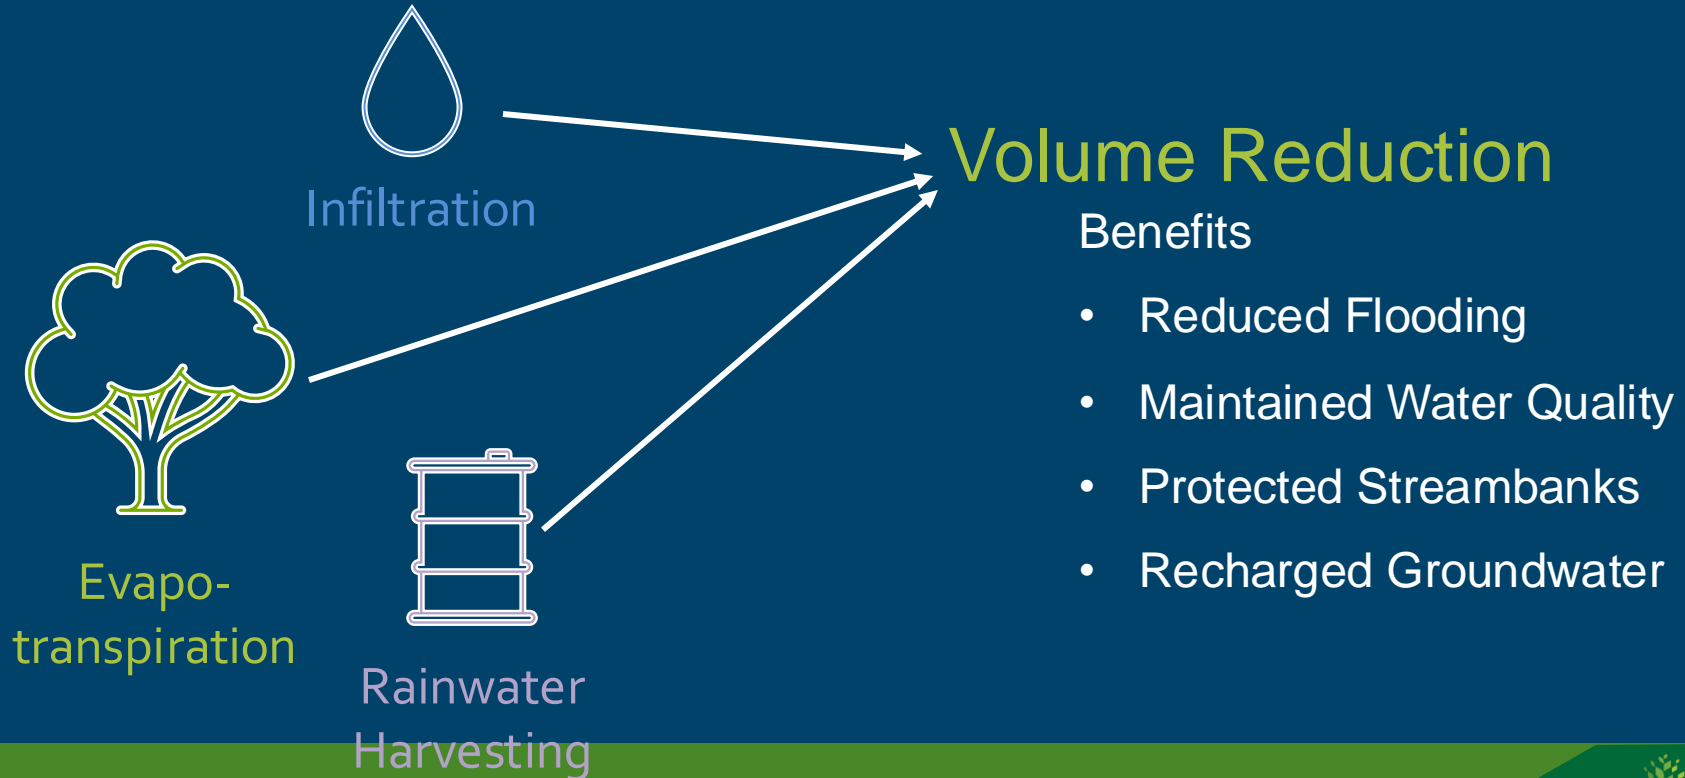 Infiltration
Evapo-
transpiration
Rainwater
Harvesting
Volume Reduction
Benefits
• Reduced Flooding
• Maintained Water Quality
• Protected Streambanks
• Recharged Groundwater